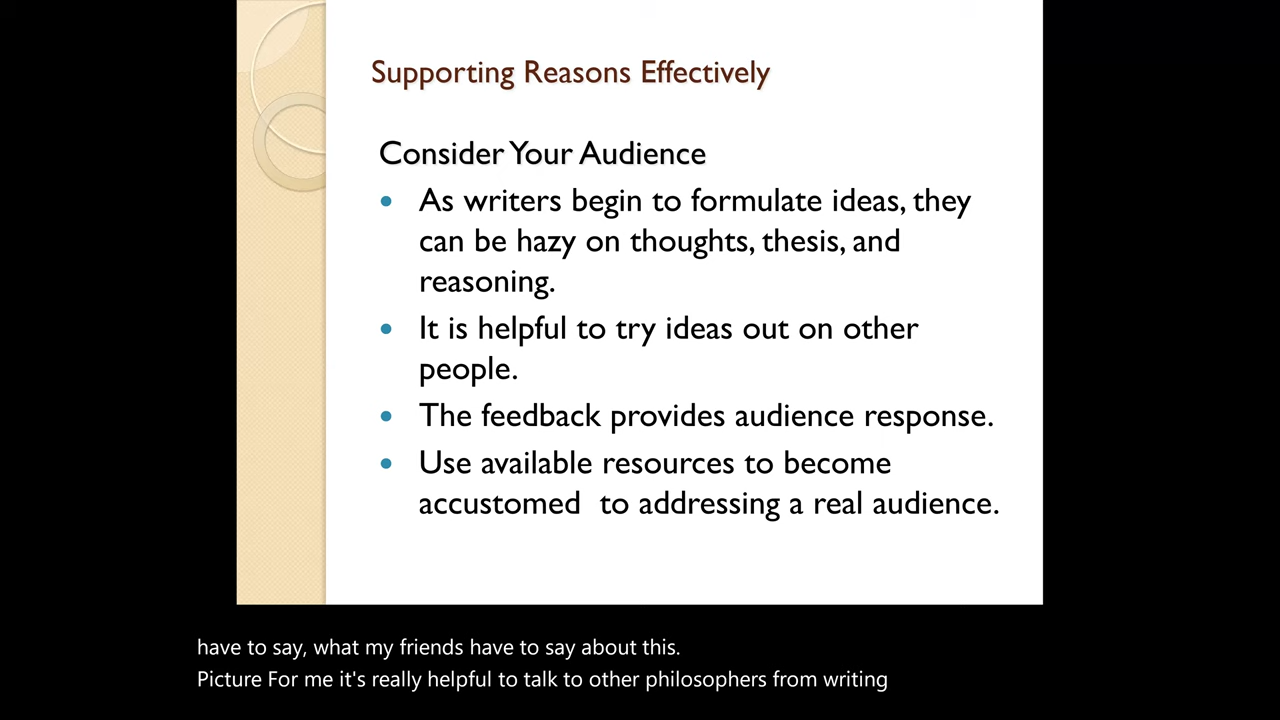 Supporting Reasons Effectively
Consider Your Audience
• As writers begin to formulate ideas, they
can be hazy on thoughts, thesis, and
reasoning.
• It is helpful to try ideas out on other
people.
• The feedback provides audience response.
• Use available resources to become
accustomed  to addressing a real audience.
have to say, what my friends have to say about this.
Picture For me it's really helpful to talk to other philosophers from writing